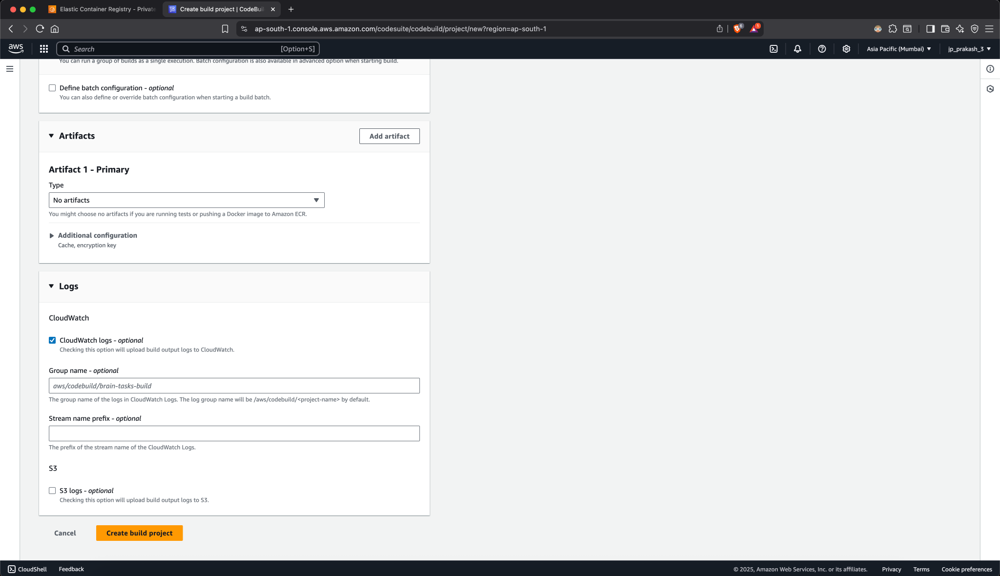 Elastic Container Registry - Private
Create build project | CodeBuil
ap-south-1.console.aws.amazon.com/codesuite/codebuild/project/new?region=ap-south-1
6
1
aws
Search
[Option+S]
Asia Pacific (Mumbai)
jp_prakash_3
You can run a group of builds as a single execution. Batch configuration is also available in advanced option when starting build.
Define batch configuration - optional
You can also define or override batch configuration when starting a build batch.
Artifacts
Add artifact
Artifact 1 - Primary
Type
No artifacts
You might choose no artifacts if you are running tests or pushing a Docker image to Amazon ECR.
Additional configuration
Cache, encryption key
Logs
CloudWatch
CloudWatch logs - optional
Checking this option will upload build output logs to CloudWatch.
Group name - optional
aws/codebuild/brain-tasks-build
The group name of the logs in CloudWatch Logs. The log group name will be /aws/codebuild/<project-name> by default.
Stream name prefix - optional
The prefix of the stream name of the CloudWatch Logs.
S3
S3 logs - optional
Checking this option will upload build output logs to S3.
Cancel
Create build project
CloudShell
Feedback
© 2025, Amazon Web Services, Inc. or its affiliates.
Privacy
Terms
Cookie preferences